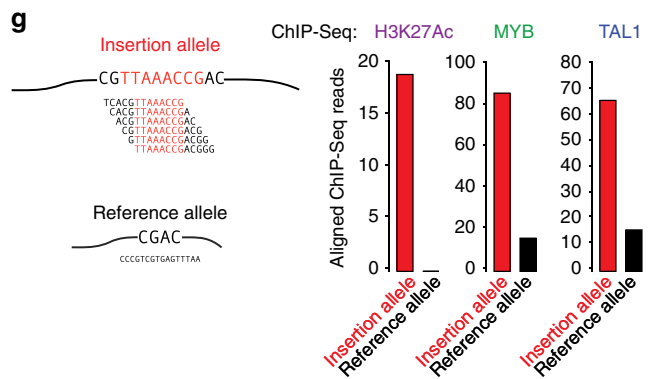 g
Insertion allele
CGTTAAACCGAC
TCACGTTAAACCG
CACGTTAAACCGA
ACGTTAAACCGAC
CGTTAAACCGACG
GTTAAACCGACGG
TTAAACCGACGGG
Reference allele
CGAC
CCCGTCGTGAGTTTAA
ChIP-Seq: H3K27Ac MYB TAL1
Aligned ChIP-Seq reads
20
15
10
5
0
Insertion allele
Reference allele
100
80
60
40
20
0
Insertion allele
Reference allele
80
70
60
50
40
30
20
10
0
Insertion allele
Reference allele